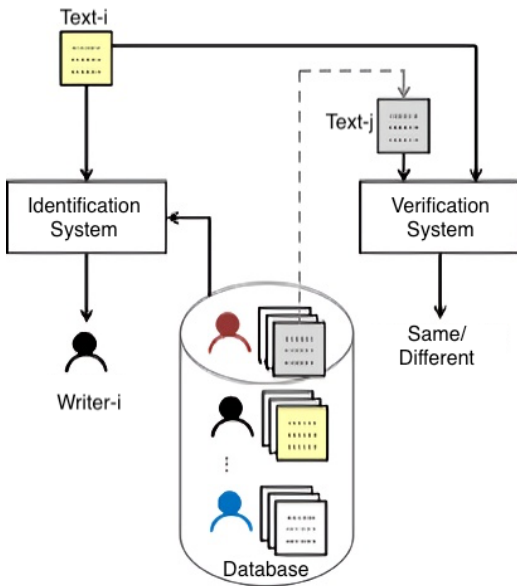 Text-i
Text-j
Identification
System
Verification
System
Writer-i
Same/
Different
Database